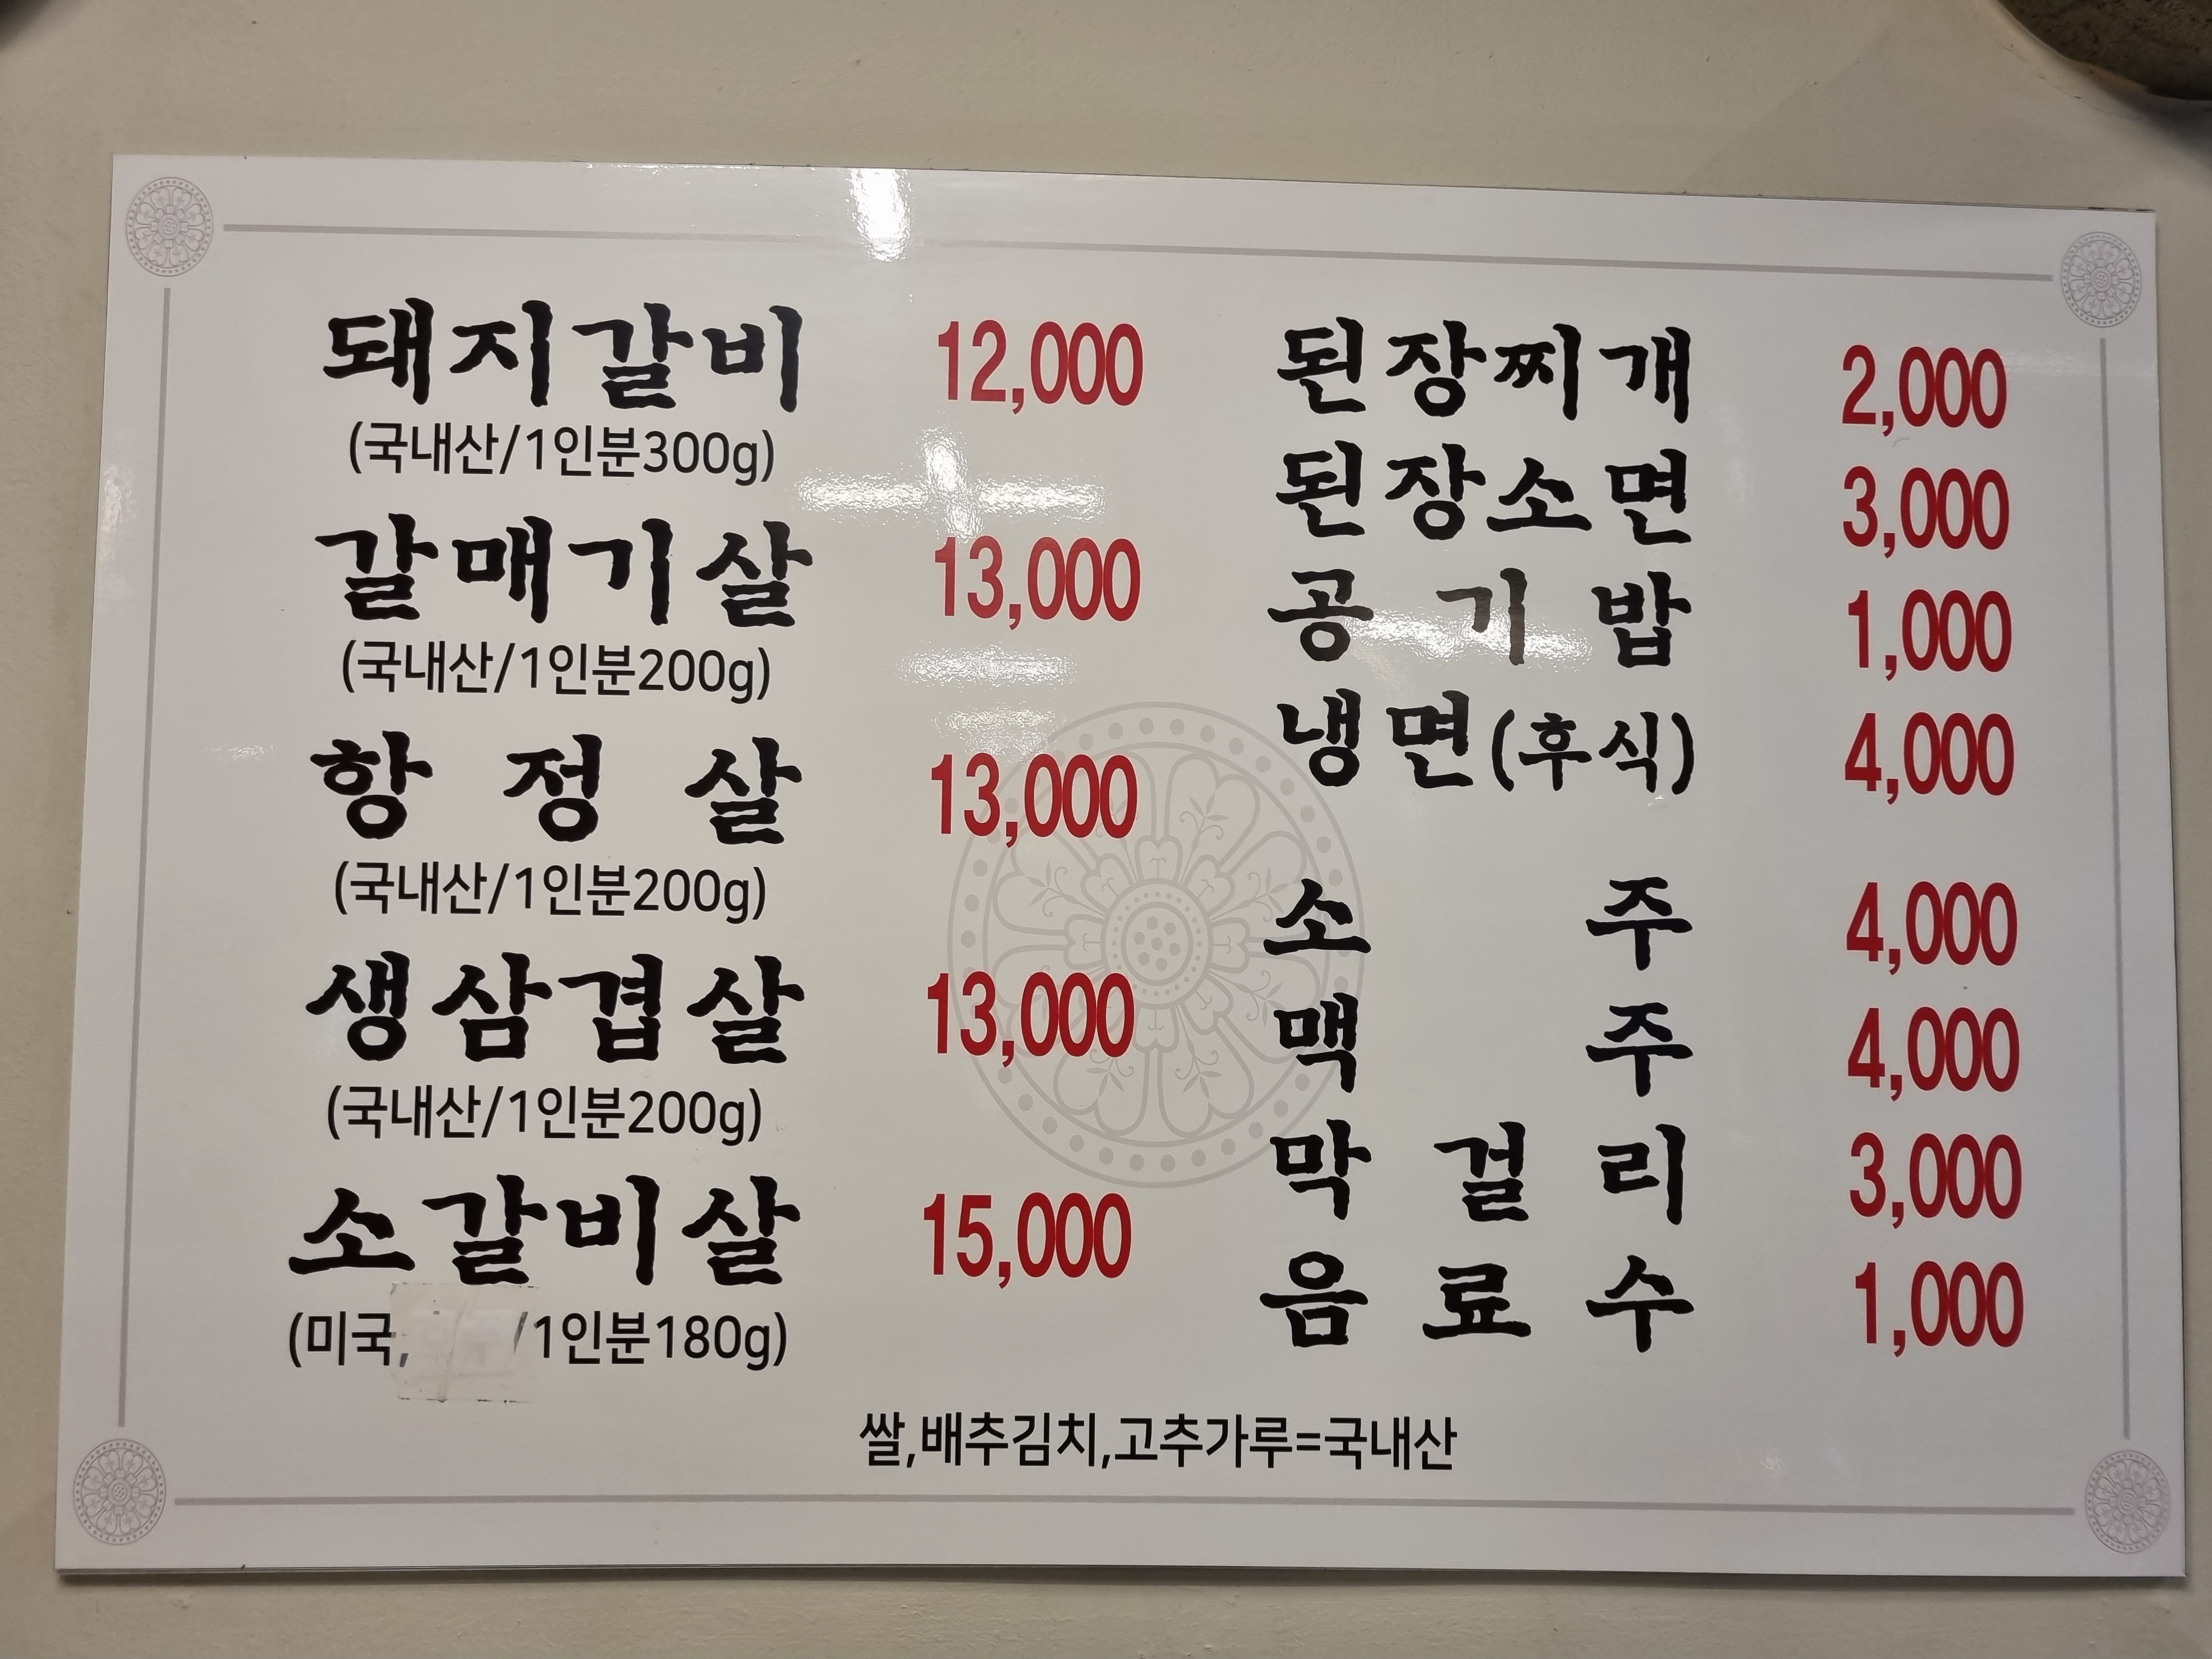 돼지갈비 12,000
(국내산/1인분300g)
갈매기살 13,000
(국내산/1인분200g)
항정살 13,000
(국내산/1인분200g)
생삼겹살 13,000
(국내산/1인분200g)
소갈비살 15,000
(미국, /1인분180g)
된장찌개 2,000
된장소면 3,000
공기밥 1,000
냉면(후식) 4,000
소주 4,000
맥주 4,000
막걸리 3,000
음료수 1,000
쌀,배추김치,고추가루=국내산